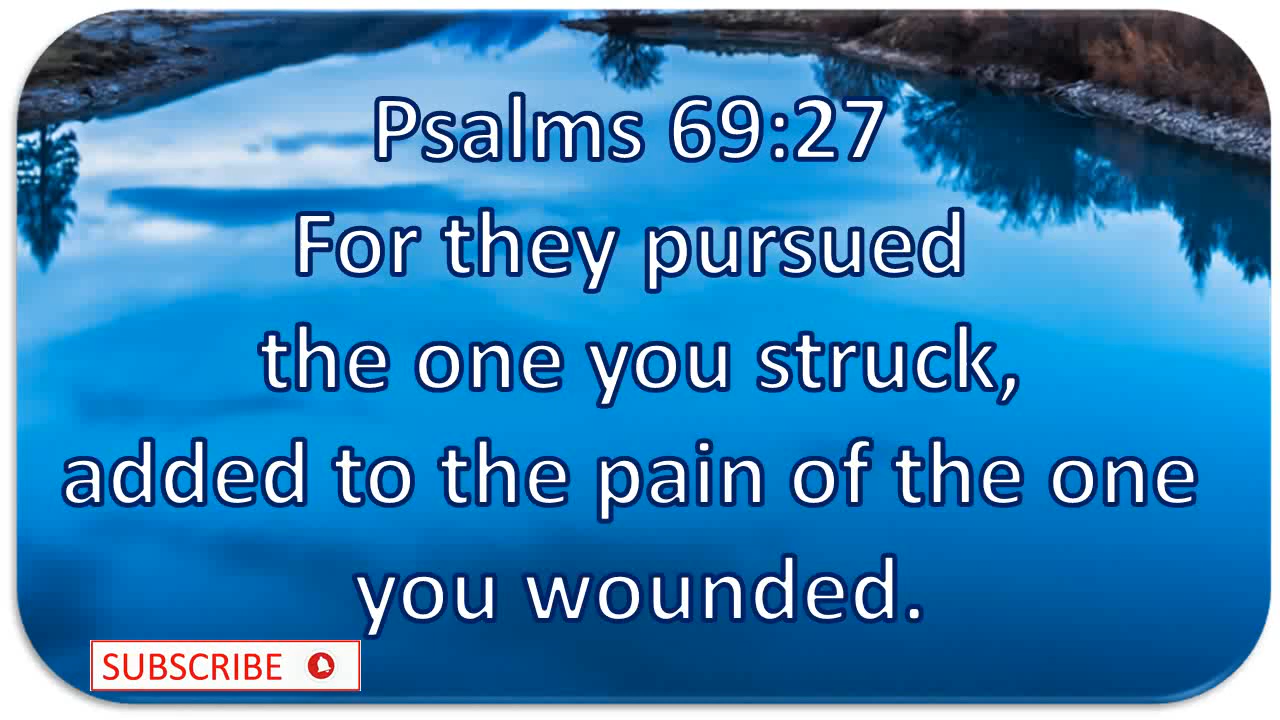 Psalms 69:27
For they pursued
the one you struck,
added to the pain of the one
you wounded.
SUBSCRIBE